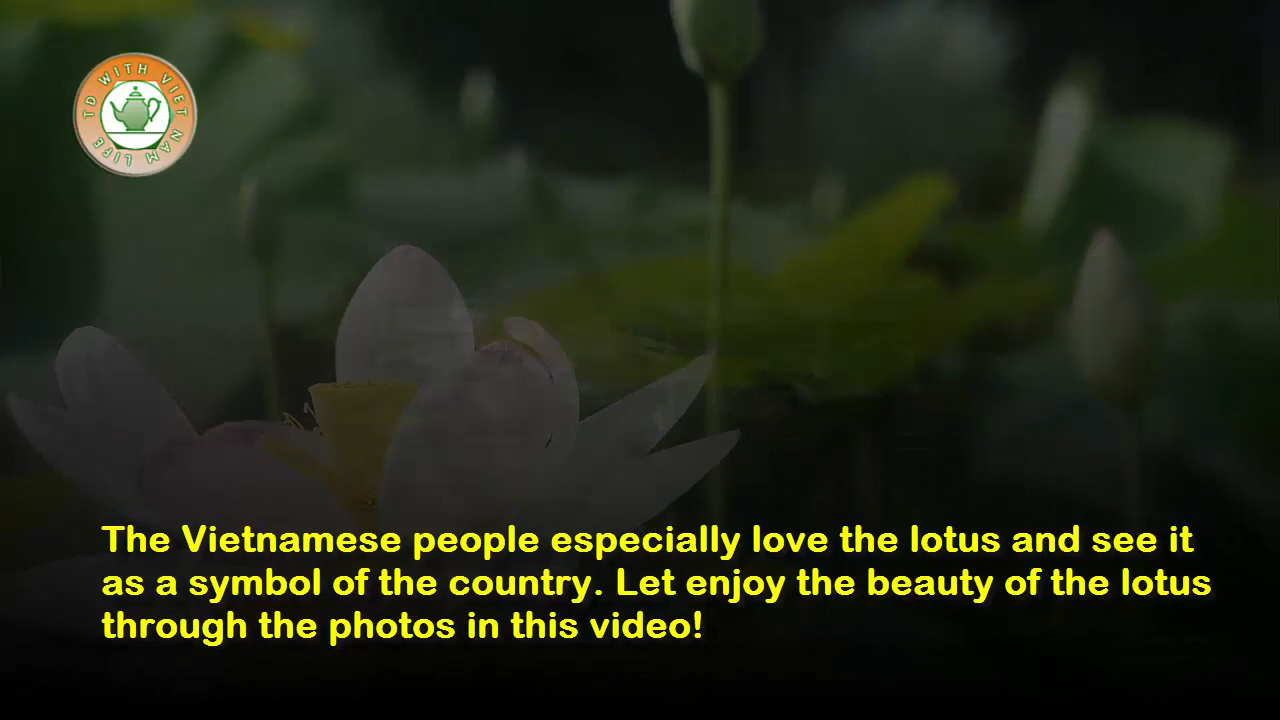 TD WITH VIET NAM LIFE
The Vietnamese people especially love the lotus and see it
as a symbol of the country. Let enjoy the beauty of the lotus
through the photos in this video!